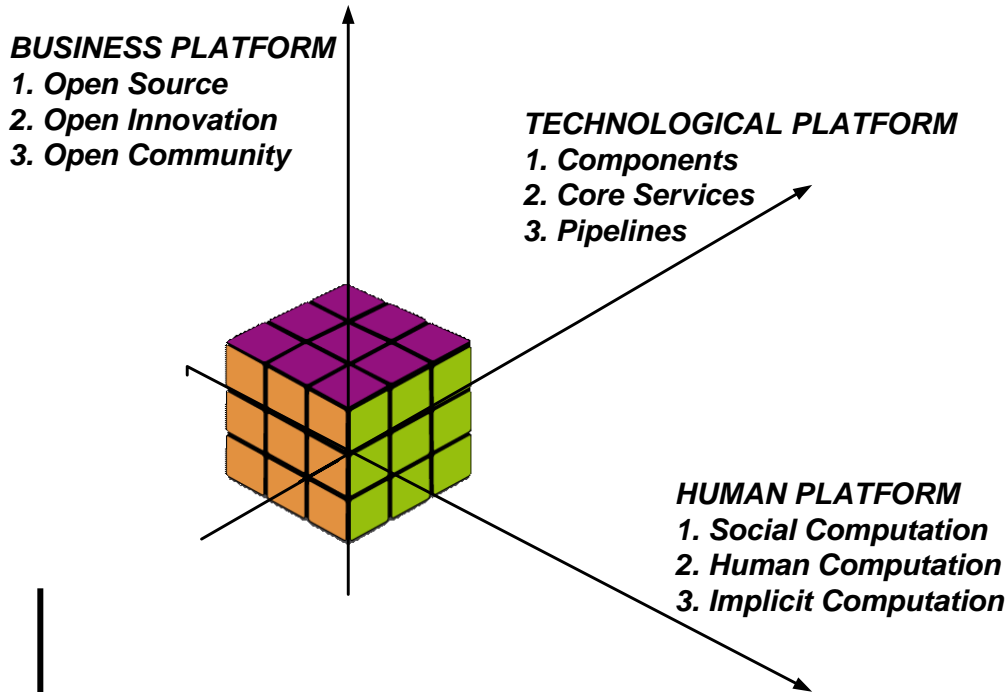 BUSINESS PLATFORM
1. Open Source
2. Open Innovation
3. Open Community
TECHNOLOGICAL PLATFORM
1. Components
2. Core Services
3. Pipelines
HUMAN PLATFORM
1. Social Computation
2. Human Computation
3. Implicit Computation